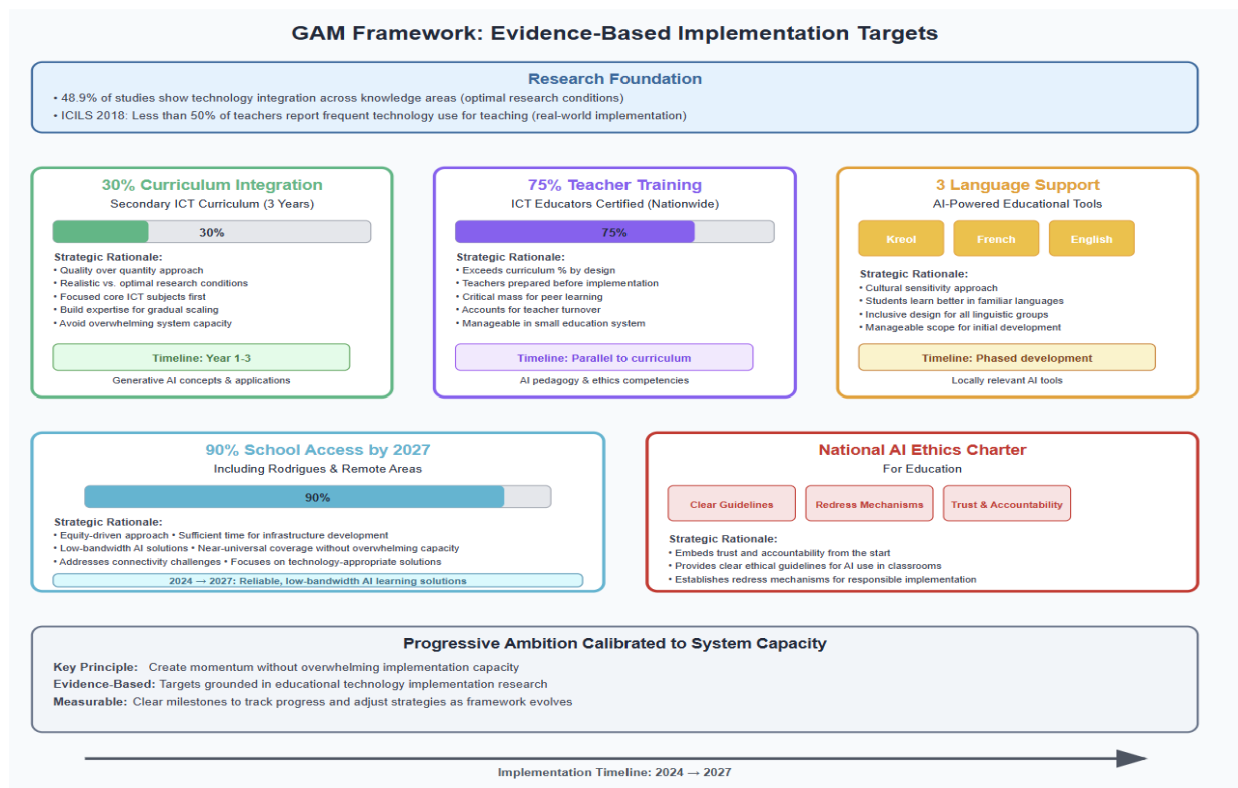 GAM Framework: Evidence-Based Implementation Targets
Research Foundation
• 48.9% of studies show technology integration across knowledge areas (optimal research conditions)
• ICILS 2018: Less than 50% of teachers report frequent technology use for teaching (real-world implementation)
30% Curriculum Integration
Secondary ICT Curriculum (3 Years)
30%
Strategic Rationale:
• Quality over quantity approach
• Realistic vs. optimal research conditions
• Focused core ICT subjects first
• Build expertise for gradual scaling
• Avoid overwhelming system capacity
Timeline: Year 1-3
Generative AI concepts & applications
75% Teacher Training
ICT Educators Certified (Nationwide)
75%
Strategic Rationale:
• Exceeds curriculum % by design
• Teachers prepared before implementation
• Critical mass for peer learning
• Accounts for teacher turnover
• Manageable in small education system
Timeline: Parallel to curriculum
AI pedagogy & ethics competencies
3 Language Support
AI-Powered Educational Tools
Kreol French English
Strategic Rationale:
• Cultural sensitivity approach
• Students learn better in familiar languages
• Inclusive design for all linguistic groups
• Manageable scope for initial development
Timeline: Phased development
Locally relevant AI tools
90% School Access by 2027
Including Rodrigues & Remote Areas
90%
Strategic Rationale:
• Equity-driven approach • Sufficient time for infrastructure development
• Low-bandwidth AI solutions • Near-universal coverage without overwhelming capacity
• Addresses connectivity challenges • Focuses on technology-appropriate solutions
2024 → 2027: Reliable, low-bandwidth AI learning solutions
National AI Ethics Charter
For Education
Clear Guidelines Redress Mechanisms Trust & Accountability
Strategic Rationale:
• Embeds trust and accountability from the start
• Provides clear ethical guidelines for AI use in classrooms
• Establishes redress mechanisms for responsible implementation
Progressive Ambition Calibrated to System Capacity
Key Principle: Create momentum without overwhelming implementation capacity
Evidence-Based: Targets grounded in educational technology implementation research
Measurable: Clear milestones to track progress and adjust strategies as framework evolves
Implementation Timeline: 2024 → 2027